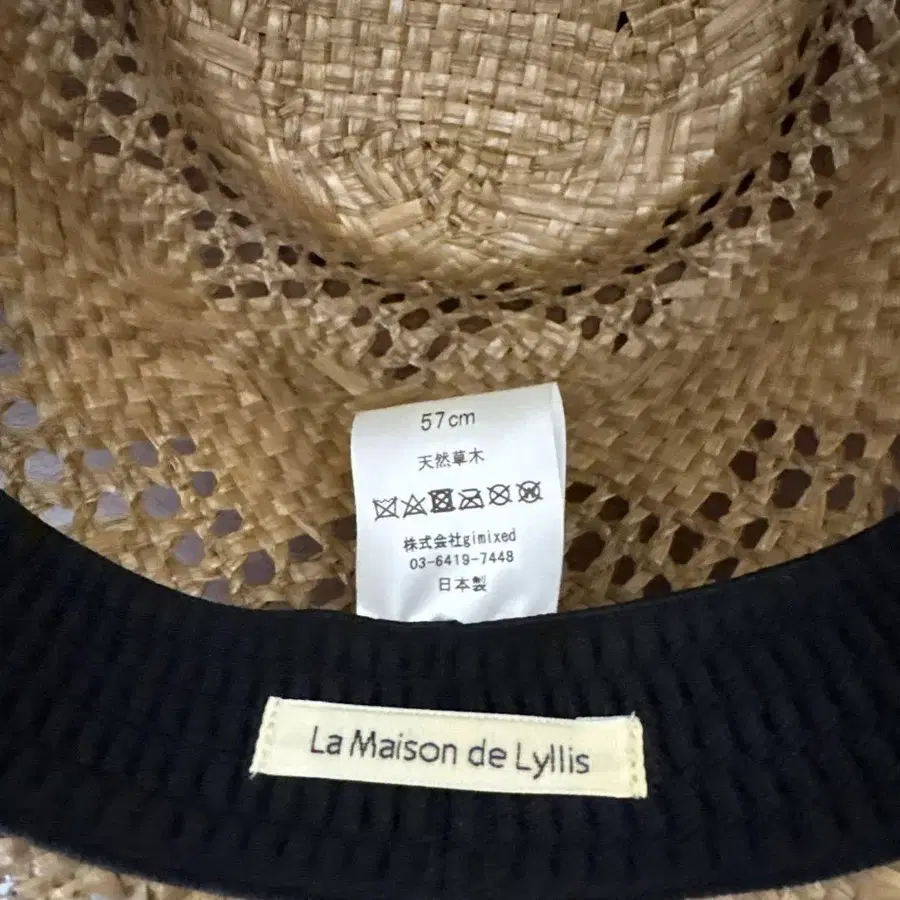 57cm
天然草木
株式会社gimixed
03-6419-7448
日本製
La Maison de Lyllis